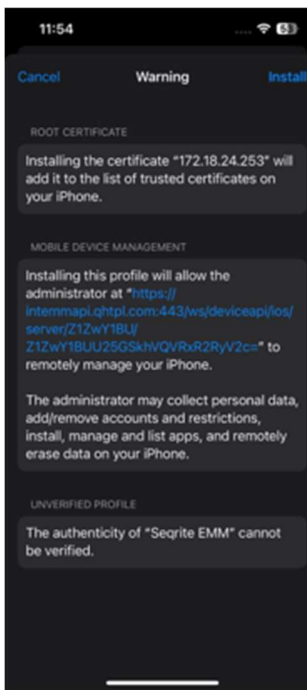 11:54
53
Cancel
Warning
Install
ROOT CERTIFICATE
Installing the certificate “172.18.24.253” will
add it to the list of trusted certificates on
your iPhone.
MOBILE DEVICE MANAGEMENT
Installing this profile will allow the
administrator at “https://
internmapi.qhtpl.com:443/ws/deviceapi/ios/
server/Z1ZwY1BU/
Z1ZwY1BUU25GSkhVQVRxR2RyV2c=” to
remotely manage your iPhone.
The administrator may collect personal data,
add/remove accounts and restrictions,
install, manage and list apps, and remotely
erase data on your iPhone.
UNVERIFIED PROFILE
The authenticity of “Seqrite EMM” cannot
be verified.